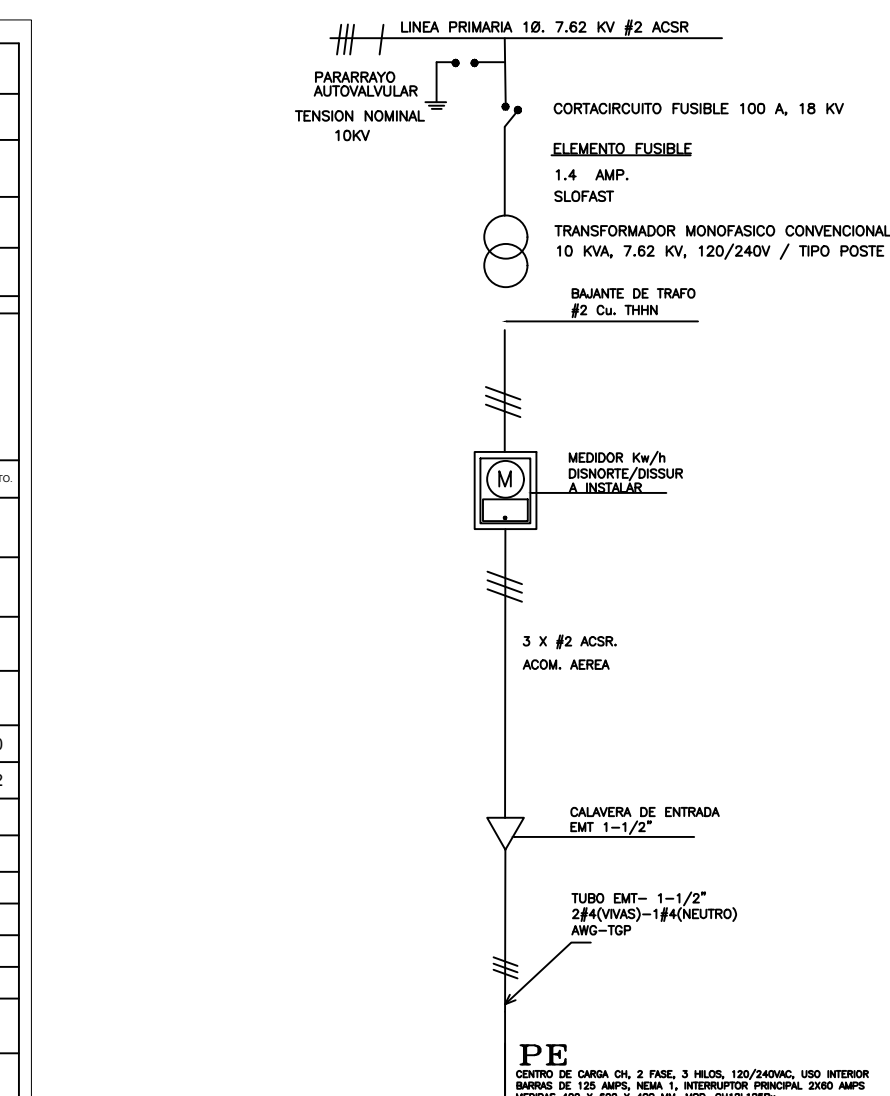 LINEA PRIMARIA 1Ø. 7.62 KV #2 ACSR
PARARRAYO
AUTOVALVULAR
TENSION NOMINAL
10KV
CORTACIRCUITO FUSIBLE 100 A, 18 KV
ELEMENTO FUSIBLE
1.4 AMP.
SLOFAST
TRANSFORMADOR MONOFASICO CONVENCIONAL
10 KVA, 7.62 KV, 120/240V / TIPO POSTE
BAJANTE DE TRAFO
#2 Cu. THHN
MEDIDOR Kw/h
DISNORTE/DISSUR
A INSTALAR
M
TO.
3 X #2 ACSR.
ACOM. AEREA
2
CALAVERA DE ENTRADA
EMT 1-1/2"
TUBO EMT- 1-1/2"
2#4(VIVAS)-1#4(NEUTRO)
AWG-TGP
PE
CENTRO DE CARGA CH, 2 FASE, 3 HILOS, 120/240VAC, USO INTERIOR
BARRAS DE 125 AMPS, NEMA 1, INTERRUPTOR PRINCIPAL 2X60 AMPS